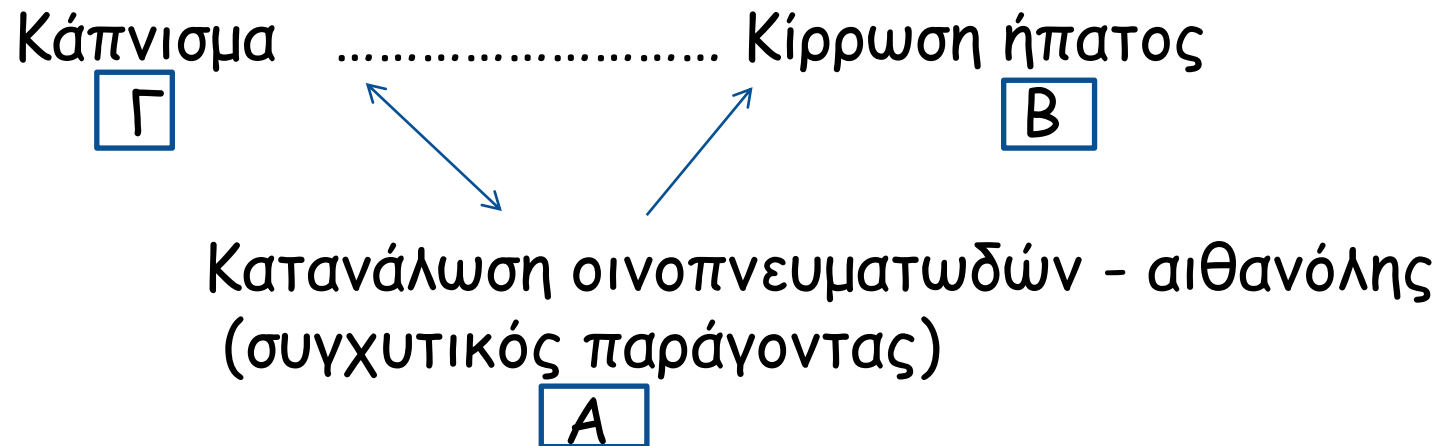 Κάπνισμα ........................... Κίρρωση ήπατος
Γ Β
Κατανάλωση οινοπνευματωδών - αιθανόλης
(συγχυτικός παράγοντας)
Α